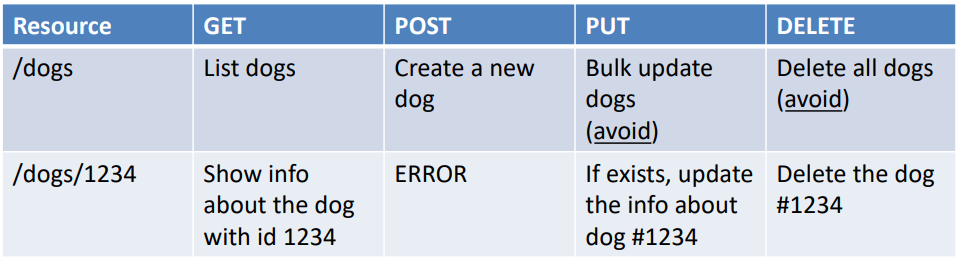 Resource GET POST PUT DELETE
/dogs List dogs Create a new Bulk update Delete all dogs
dog dogs (avoid)
(avoid)
/dogs/1234 Show info ERROR If exists, update Delete the dog
about the dog the info about #1234
with id 1234 dog #1234